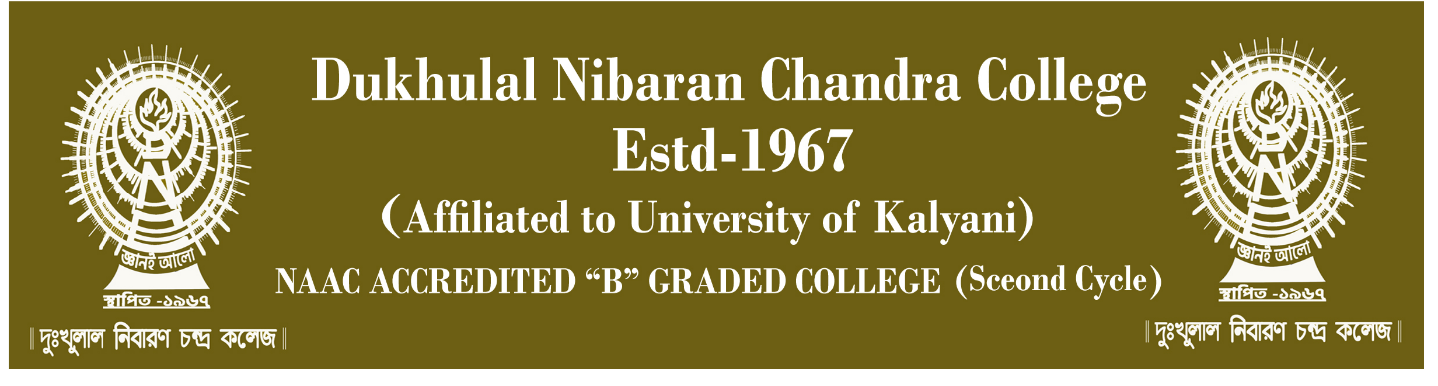 Dukhulal Nibaran Chandra College
Estd-1967
(Affiliated to University of Kalyani)
NAAC ACCREDITED “B” GRADED COLLEGE (Sceond Cycle)
জ্ঞানই আলো
স্থাপিত -১৯৬৭
|| দুঃখুলাল নিবারণ চন্দ্র কলেজ ||
জ্ঞানই আলো
স্থাপিত -১৯৬৭
|| দুঃখুলাল নিবারণ চন্দ্র কলেজ ||